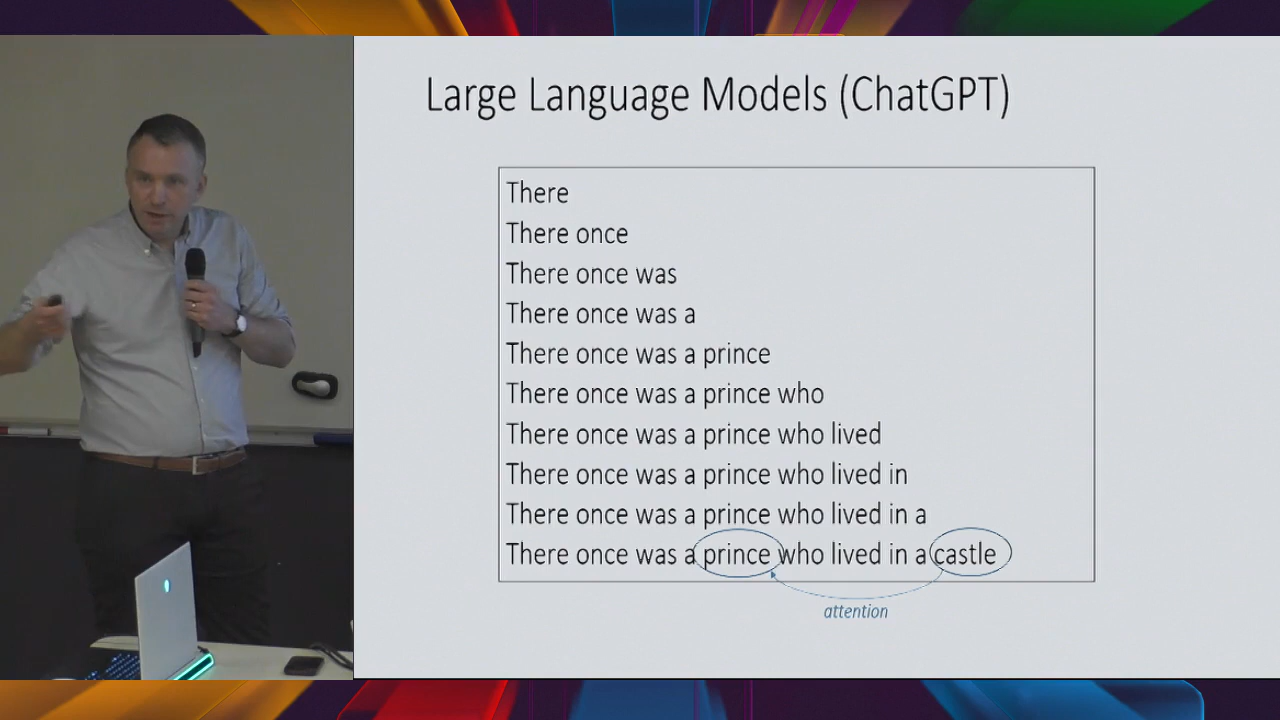 Large Language Models (ChatGPT)
There
There once
There once was
There once was a
There once was a prince
There once was a prince who
There once was a prince who lived
There once was a prince who lived in
There once was a prince who lived in a
There once was a prince who lived in a castle
attention